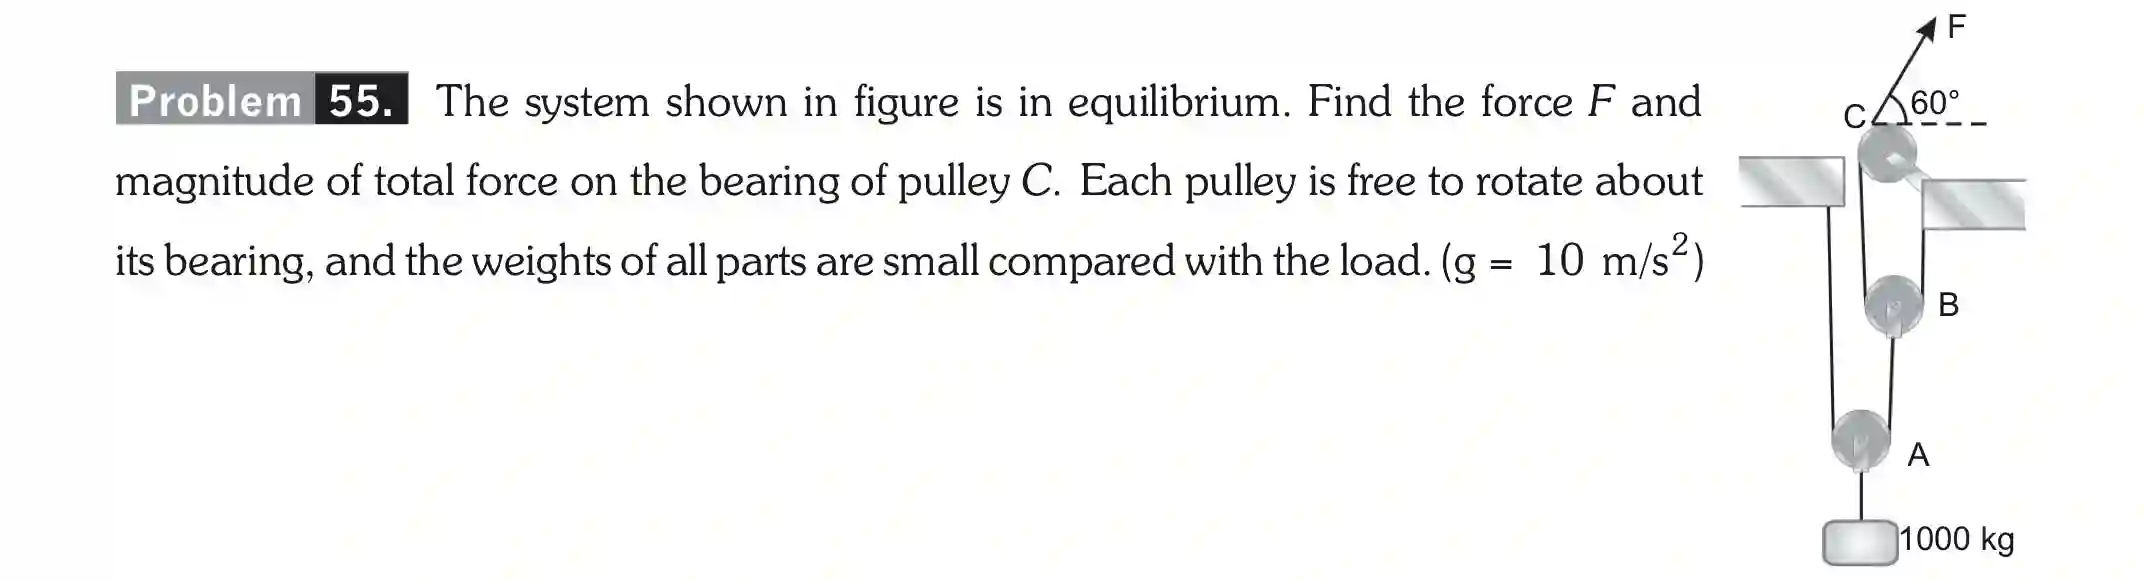 F
60°
C
Problem 55. The system shown in figure is in equilibrium. Find the force F and
magnitude of total force on the bearing of pulley C. Each pulley is free to rotate about
its bearing, and the weights of all parts are small compared with the load. (g = 10 m/s²)
B
A
1000 kg